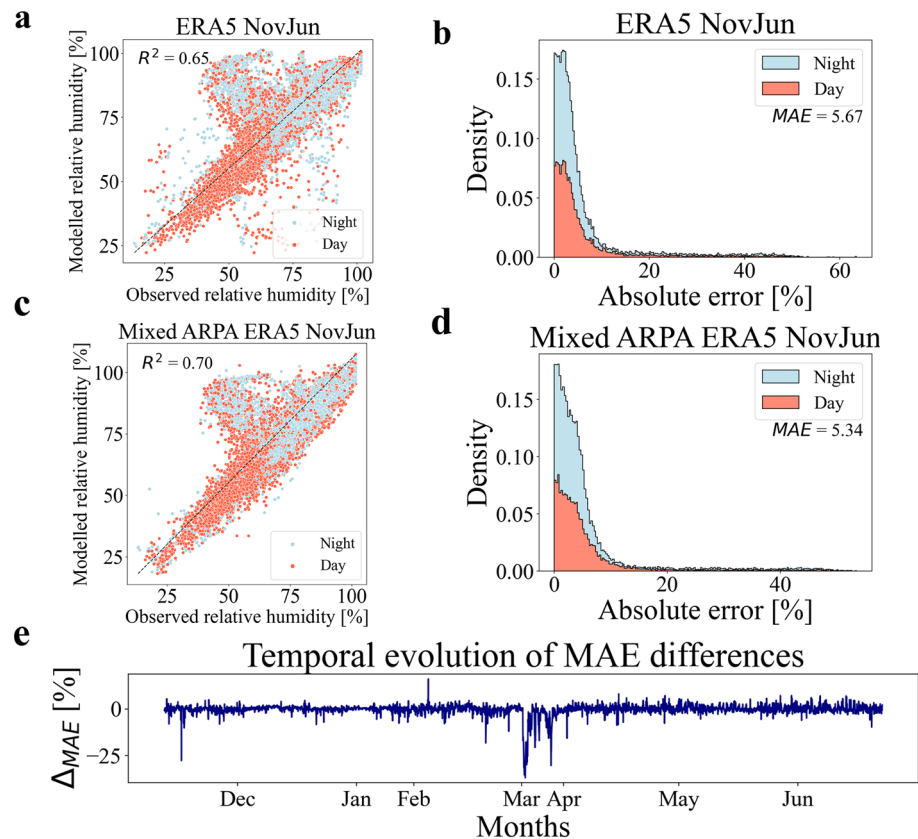 a
ERA5 NovJun
Modelled relative humidity [%]
100
75
50
25
R² = 0.65
Night
Day
25
50
75
100
Observed relative humidity [%]
b
ERA5 NovJun
Density
0.15
0.10
0.05
0.00
Night
Day
MAE = 5.67
0
20
40
60
Absolute error [%]
c
Mixed ARPA ERA5 NovJun
Modelled relative humidity [%]
100
75
50
25
R² = 0.70
Night
Day
25
50
75
100
Observed relative humidity [%]
d
Mixed ARPA ERA5 NovJun
Density
0.15
0.10
0.05
0.00
Night
Day
MAE = 5.34
0
20
40
Absolute error [%]
e
Temporal evolution of MAE differences
Δ_MAE [%]
0
−25
Dec
Jan
Feb
Mar
Apr
May
Jun
Months